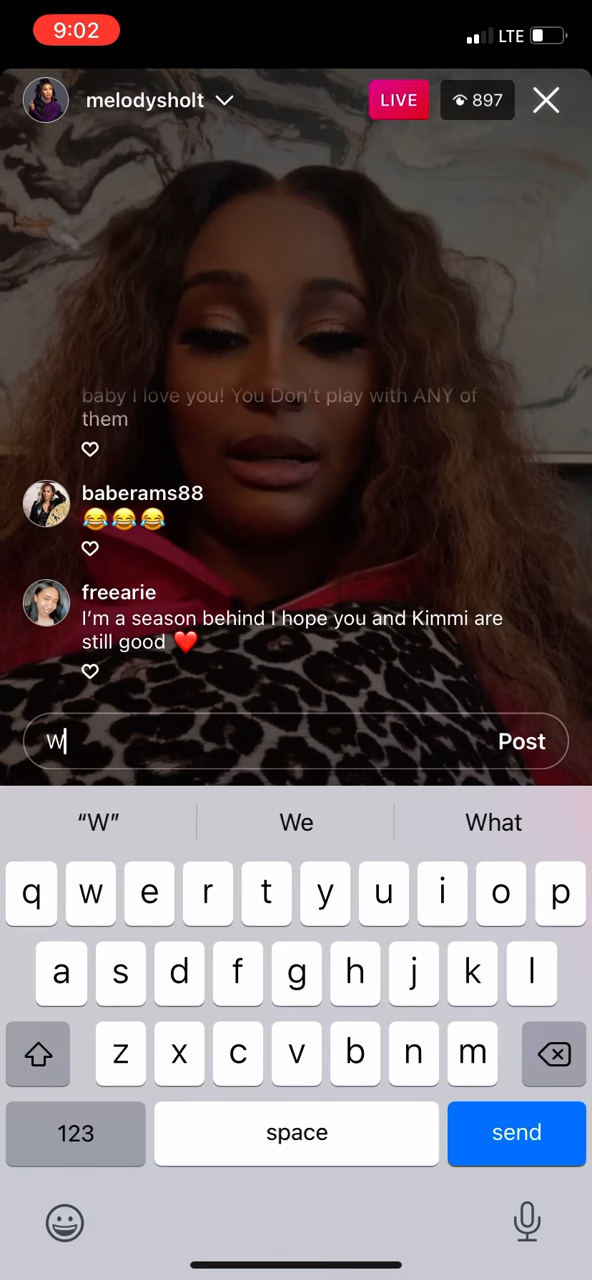 9:02
LTE
melodysholt
LIVE
897
baby I love you! You Don't play with ANY of
them
baberams88
😂😂😂
freearie
I'm a season behind I hope you and Kimmi are
still good ❤️
W
Post
“W”
We
What
q w e r t y u i o p
a s d f g h j k l
z x c v b n m
123
space
send